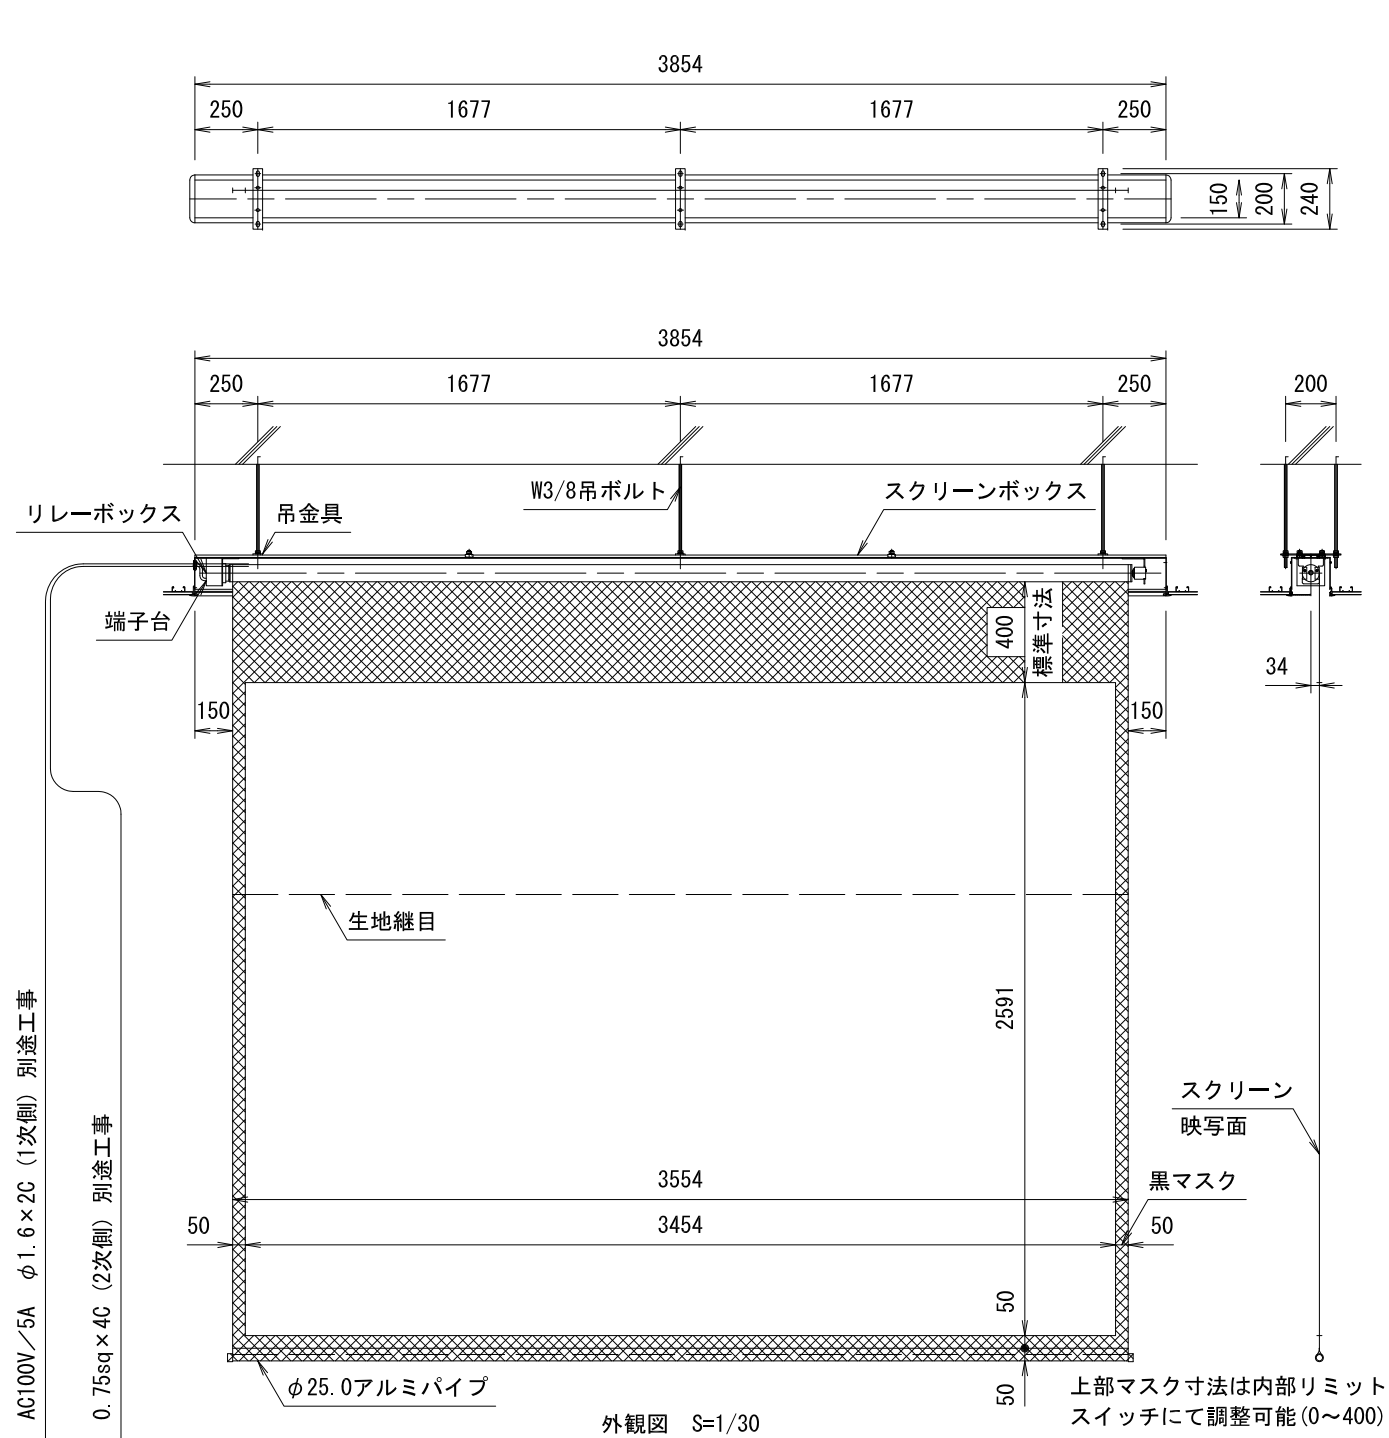 3854
250
1677
1677
250
150
200
240
3854
250
1677
1677
250
200
W3/8吊ボルト
スクリーンボックス
リレーボックス
吊金具
端子台
400
標準寸法
34
150
150
生地継目
2591
スクリーン
映写面
黒マスク
3554
3454
50
50
50
50
φ25.0アルミパイプ
AC100V／5A　φ1.6×2C（1次側）別途工事
0.75sq×4C（2次側）別途工事
上部マスク寸法は内部リミット
スイッチにて調整可能(0～400)
外観図　S=1/30